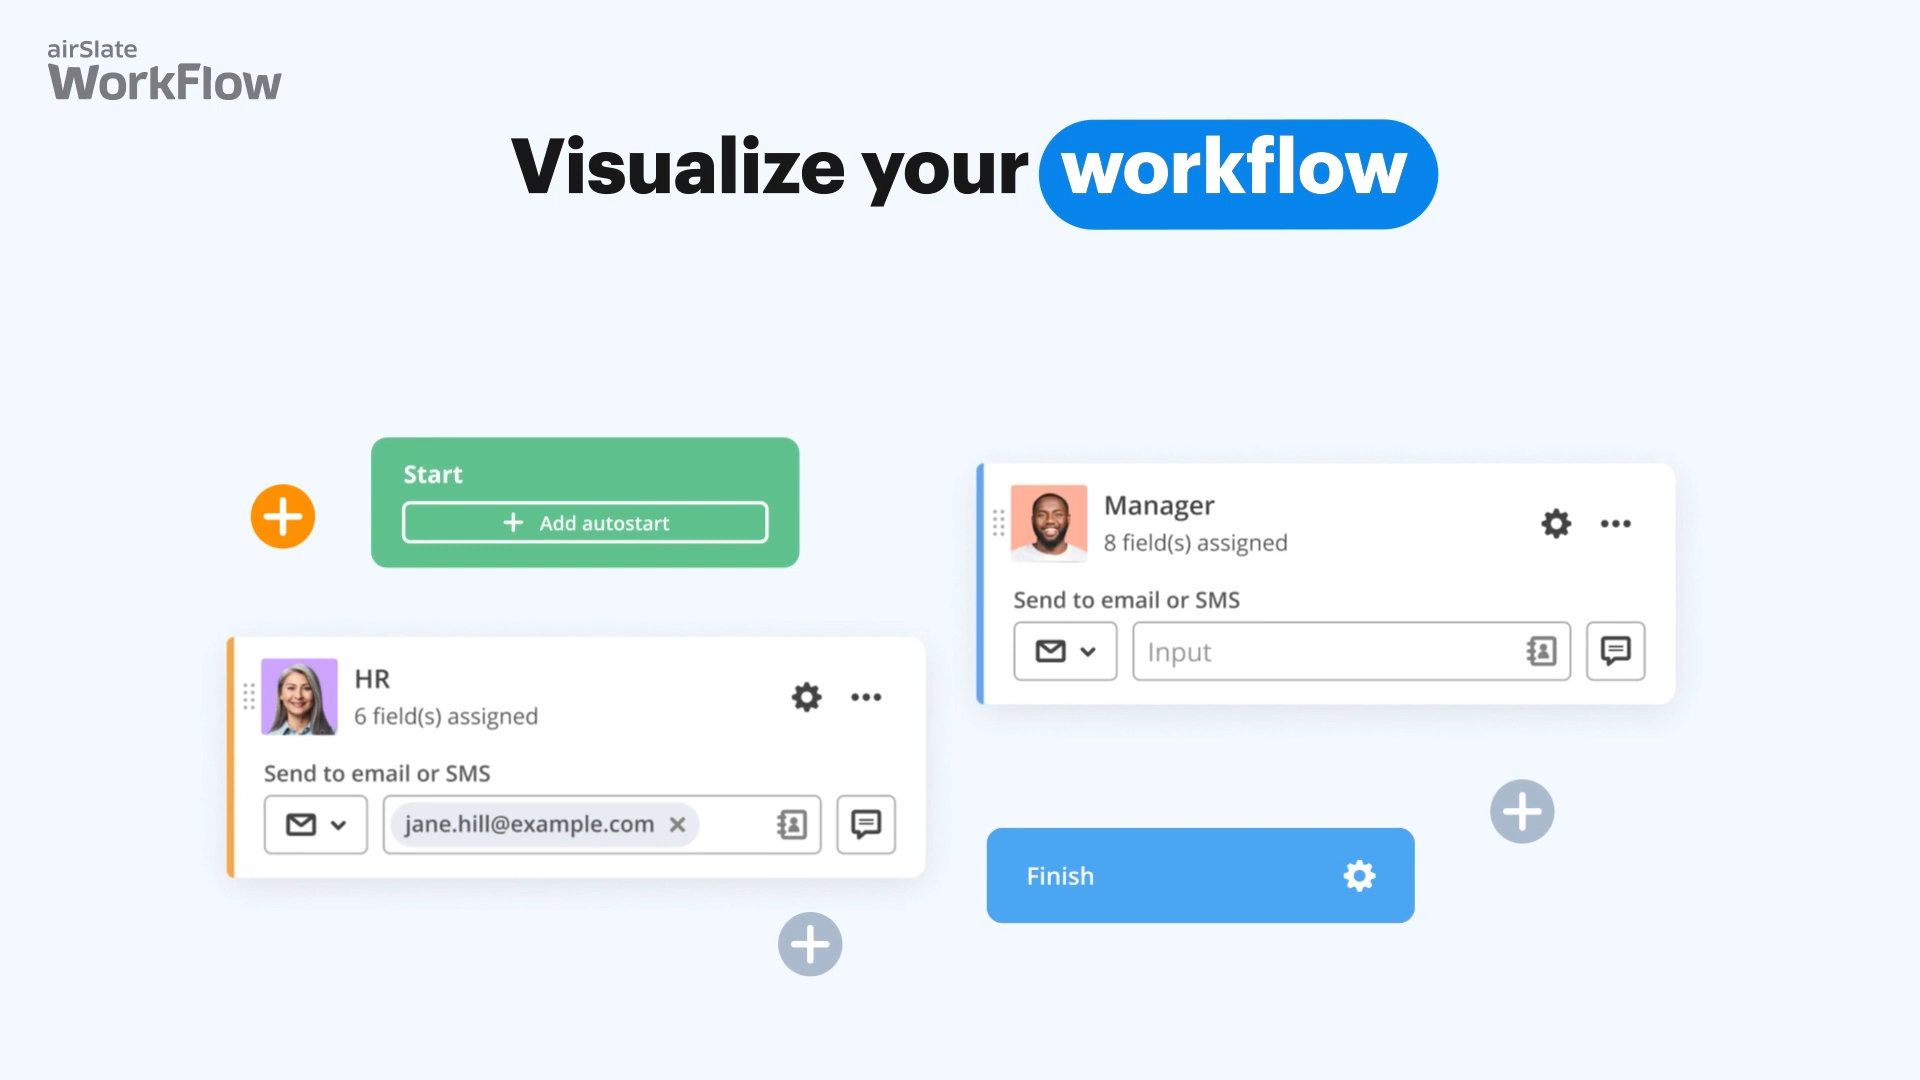 airSlate
WorkFlow
Visualize your workflow
Start
+ Add autostart
HR
6 field(s) assigned
Send to email or SMS
jane.hill@example.com
Manager
8 field(s) assigned
Send to email or SMS
Input
Finish